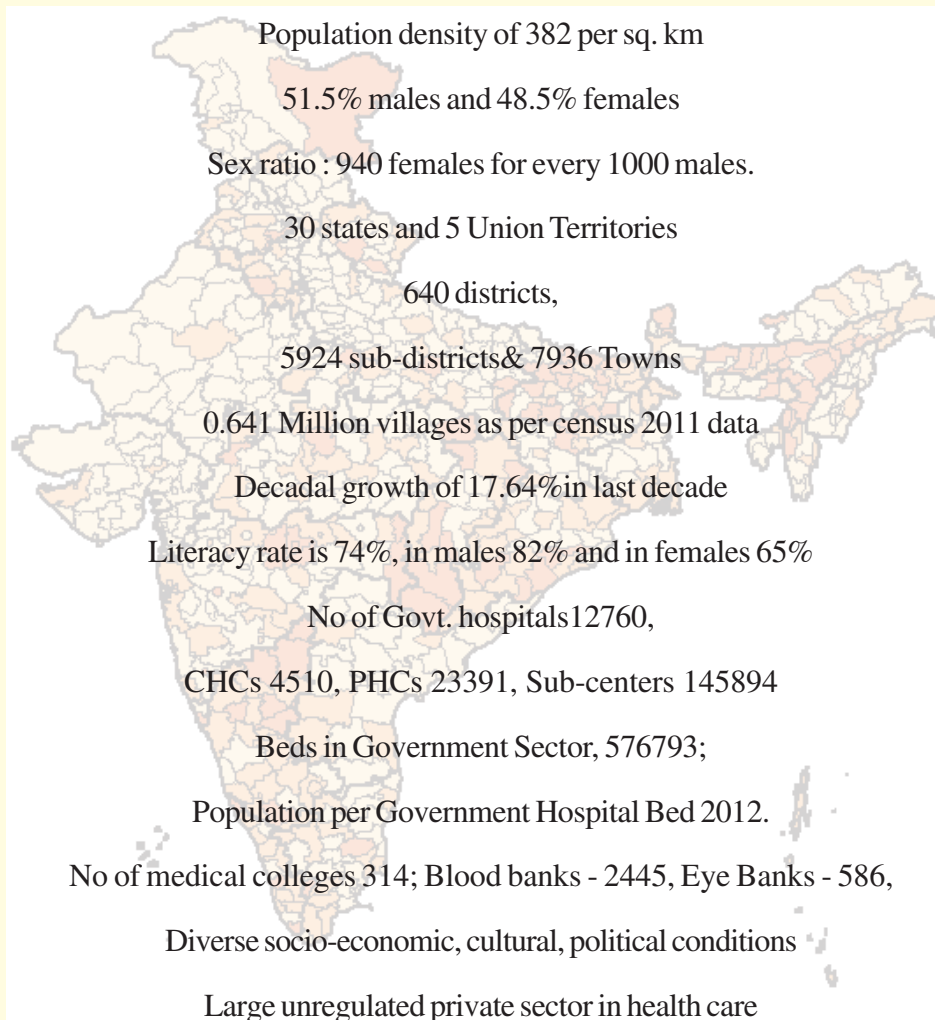 Population density of 382 per sq. km
51.5% males and 48.5% females
Sex ratio : 940 females for every 1000 males.
30 states and 5 Union Territories
640 districts,
5924 sub-districts& 7936 Towns
0.641 Million villages as per census 2011 data
Decadal growth of 17.64%in last decade
Literacy rate is 74%, in males 82% and in females 65%
No of Govt. hospitals12760,
CHCs 4510, PHCs 23391, Sub-centers 145894
Beds in Government Sector, 576793;
Population per Government Hospital Bed 2012.
No of medical colleges 314; Blood banks - 2445, Eye Banks - 586,
Diverse socio-economic, cultural, political conditions
Large unregulated private sector in health care